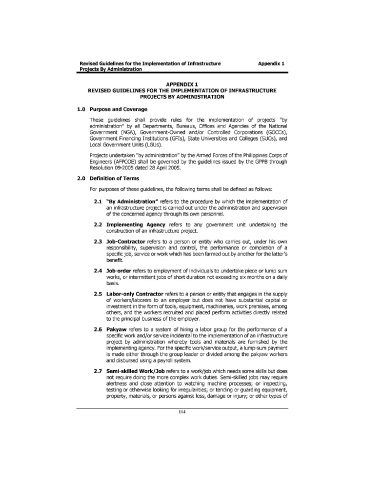 Revised Guidelines for the Implementation of Infrastructure Appendix 1
Projects By Administration
APPENDIX 1
REVISED GUIDELINES FOR THE IMPLEMENTATION OF INFRASTRUCTURE
PROJECTS BY ADMINISTRATION
1.0 Purpose and Coverage
These guidelines shall provide rules for the implementation of projects "by
administration" by all Departments, Bureaus, Offices and Agencies of the National
Government (NGA), Government-Owned and/or Controlled Corporations (GOCCs),
Government Financing Institutions (GFIs), State Universities and Colleges (SUCs), and
Local Government Units (LGUs).
Projects undertaken "by administration" by the Armed Forces of the Philippines Corps of
Engineers (AFPCOE) shall be governed by the guidelines issued by the GPPB through
Resolution 09-2005 dated 28 April 2005.
2.0 Definition of Terms
For purposes of these guidelines, the following terms shall be defined as follows:
2.1 "By Administration" refers to the procedure by which the implementation of
an infrastructure project is carried out under the administration and supervision
of the concerned agency through its own personnel.
2.2 Implementing Agency refers to any government unit undertaking the
construction of an infrastructure project.
2.3 Job-Contractor refers to a person or entity who carries out, under his own
responsibility, supervision and control, the performance or completion of a
specific job, service or work which has been farmed out by another for the latter's
benefit.
2.4 Job-order refers to employment of individuals to undertake piece or lump sum
works, or intermittent jobs of short duration not exceeding six months on a daily
basis.
2.5 Labor-only Contractor refers to a person or entity that engages in the supply
of workers/laborers to an employer but does not have substantial capital or
investment in the form of tools, equipment, machineries, work premises, among
others, and the workers recruited and placed perform activities directly related
to the principal business of the employer.
2.6 Pakyaw refers to a system of hiring a labor group for the performance of a
specific work and/or service incidental to the implementation of an infrastructure
project by administration whereby tools and materials are furnished by the
implementing agency. For the specific work/service output, a lump-sum payment
is made either through the group leader or divided among the pakyaw workers
and disbursed using a payroll system.
2.7 Semi-skilled Work/Job refers to a work/job which needs some skills but does
not require doing the more complex work duties. Semi-skilled jobs may require
alertness and close attention to watching machine processes; or inspecting,
testing or otherwise looking for irregularities; or tending or guarding equipment,
property, materials, or persons against loss, damage or injury; or other types of